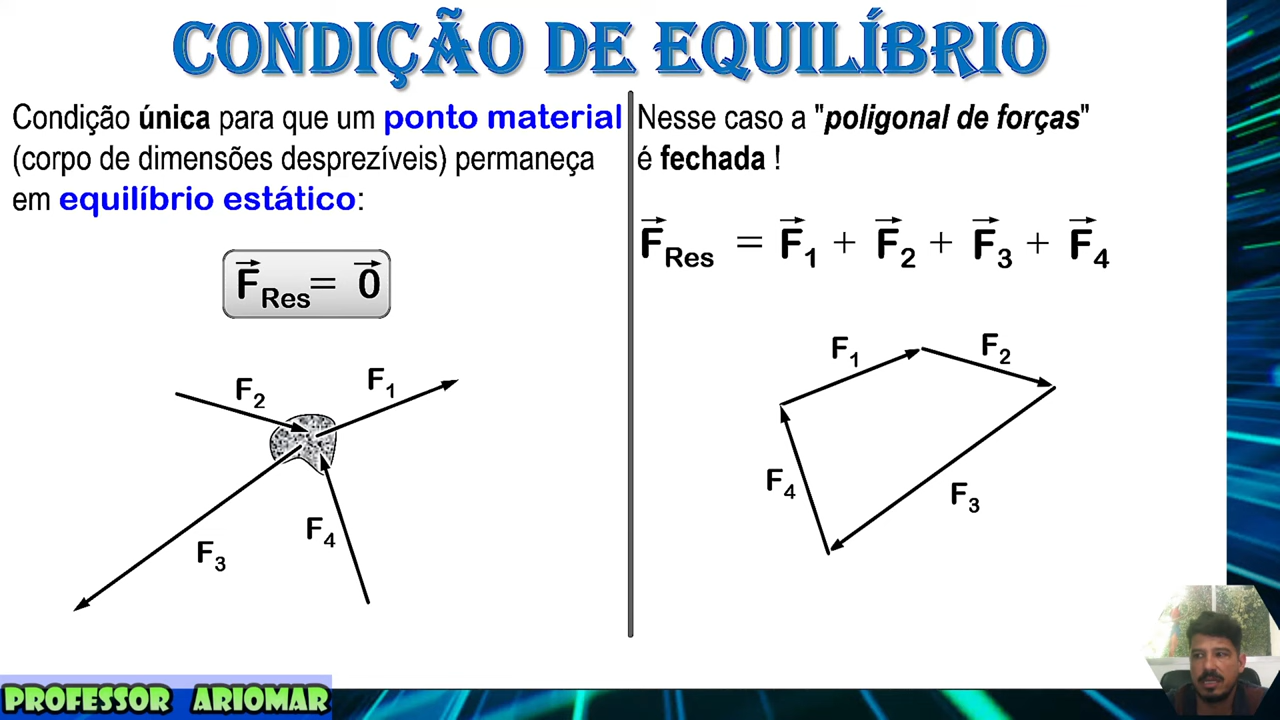 CONDIÇÃO DE EQUILÍBRIO
Condição única para que um ponto material
(corpo de dimensões desprezíveis) permaneça
em equilíbrio estático:
F⃗Res = 0⃗
F2
F1
F3
F4
Nesse caso a "poligonal de forças"
é fechada !
F⃗Res = F⃗1 + F⃗2 + F⃗3 + F⃗4
F1
F2
F4
F3
PROFESSOR ARIOMAR